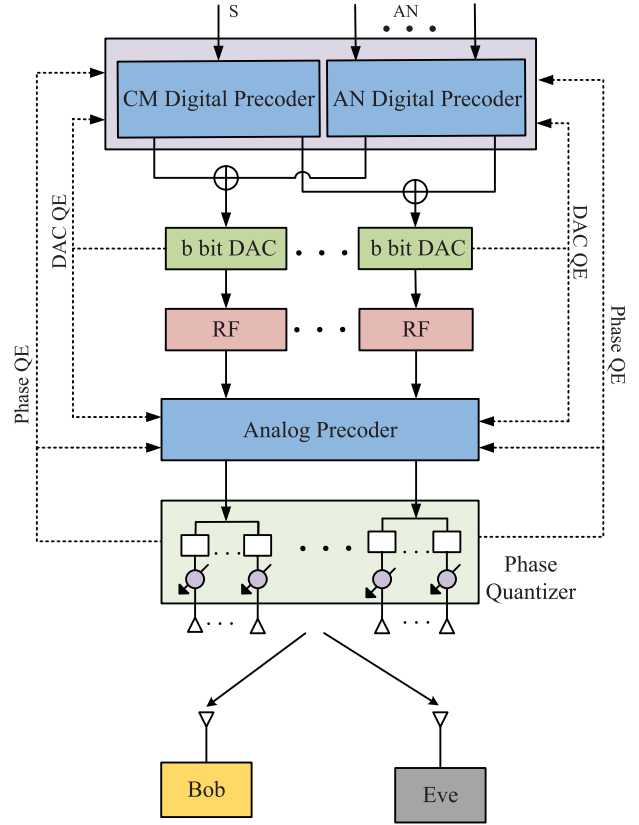 S
AN
CM Digital Precoder
AN Digital Precoder
DAC QE
DAC QE
b bit DAC
b bit DAC
RF
RF
Phase QE
Phase QE
Analog Precoder
Phase
Quantizer
Bob
Eve